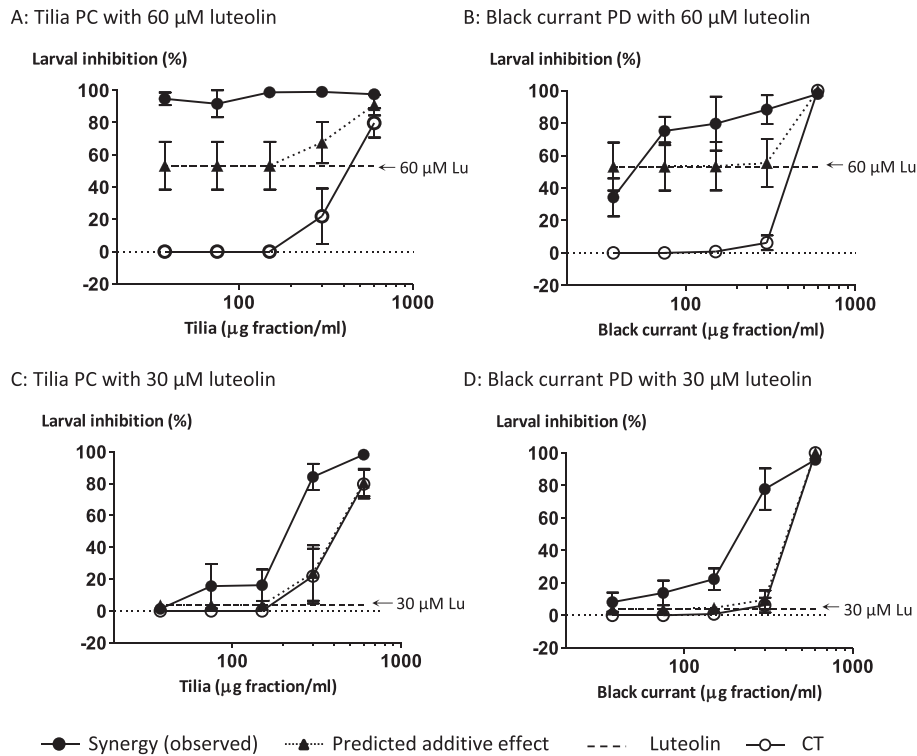 A: Tilia PC with 60 µM luteolin
B: Black currant PD with 60 µM luteolin
Larval inhibition (%)
Larval inhibition (%)
100
80
60
40
20
0
-20
100
1000
Tilia (µg fraction/ml)
60 µM Lu
100
80
60
40
20
0
-20
100
1000
Black currant (µg fraction/ml)
60 µM Lu
C: Tilia PC with 30 µM luteolin
D: Black currant PD with 30 µM luteolin
Larval inhibition (%)
Larval inhibition (%)
100
80
60
40
20
0
-20
100
1000
Tilia (µg fraction/ml)
30 µM Lu
100
80
60
40
20
0
-20
100
1000
Black currant (µg fraction/ml)
30 µM Lu
Synergy (observed)
Predicted additive effect
Luteolin
CT